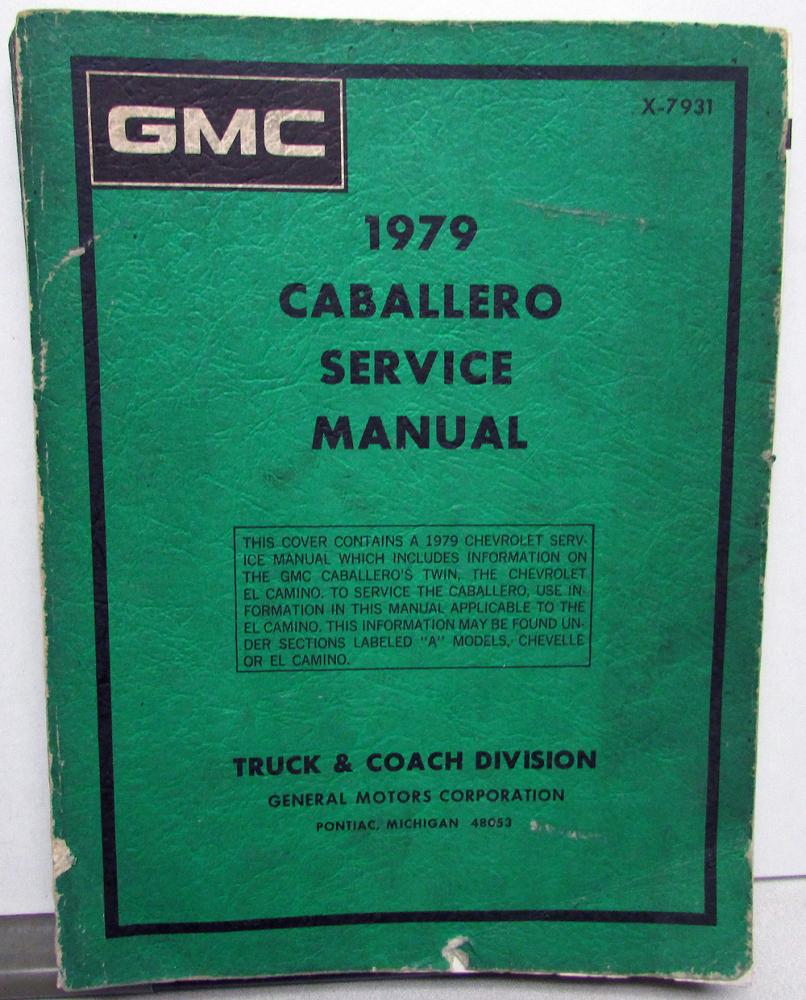 GMC
X-7931
1979
CABALLERO
SERVICE
MANUAL
THIS COVER CONTAINS A 1979 CHEVROLET SERV-
ICE MANUAL WHICH INCLUDES INFORMATION ON
THE GMC CABALLERO'S TWIN, THE CHEVROLET
EL CAMINO. TO SERVICE THE CABALLERO, USE IN-
FORMATION IN THIS MANUAL APPLICABLE TO THE
EL CAMINO. THIS INFORMATION MAY BE FOUND UN-
DER SECTIONS LABELED "A" MODELS, CHEVELLE
OR EL CAMINO.
TRUCK & COACH DIVISION
GENERAL MOTORS CORPORATION
PONTIAC, MICHIGAN 48053